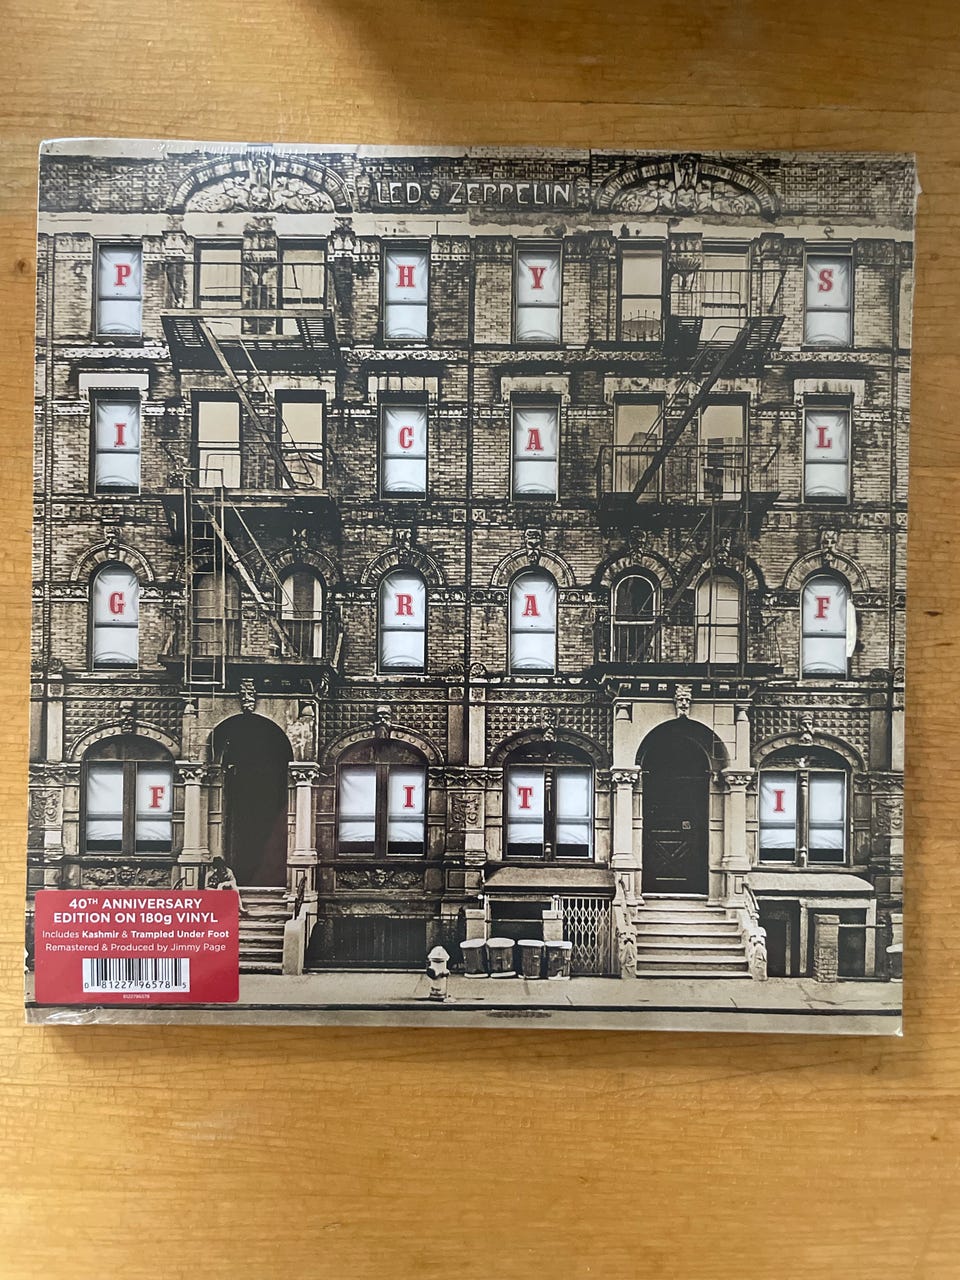 LED ZEPPELIN
P H Y S
I C A L
G R A F
F I T I
40TH ANNIVERSARY
EDITION ON 180g VINYL
Includes Kashmir & Trampled Under Foot
Remastered & Produced by Jimmy Page
0 81227 96578 5
8122796578